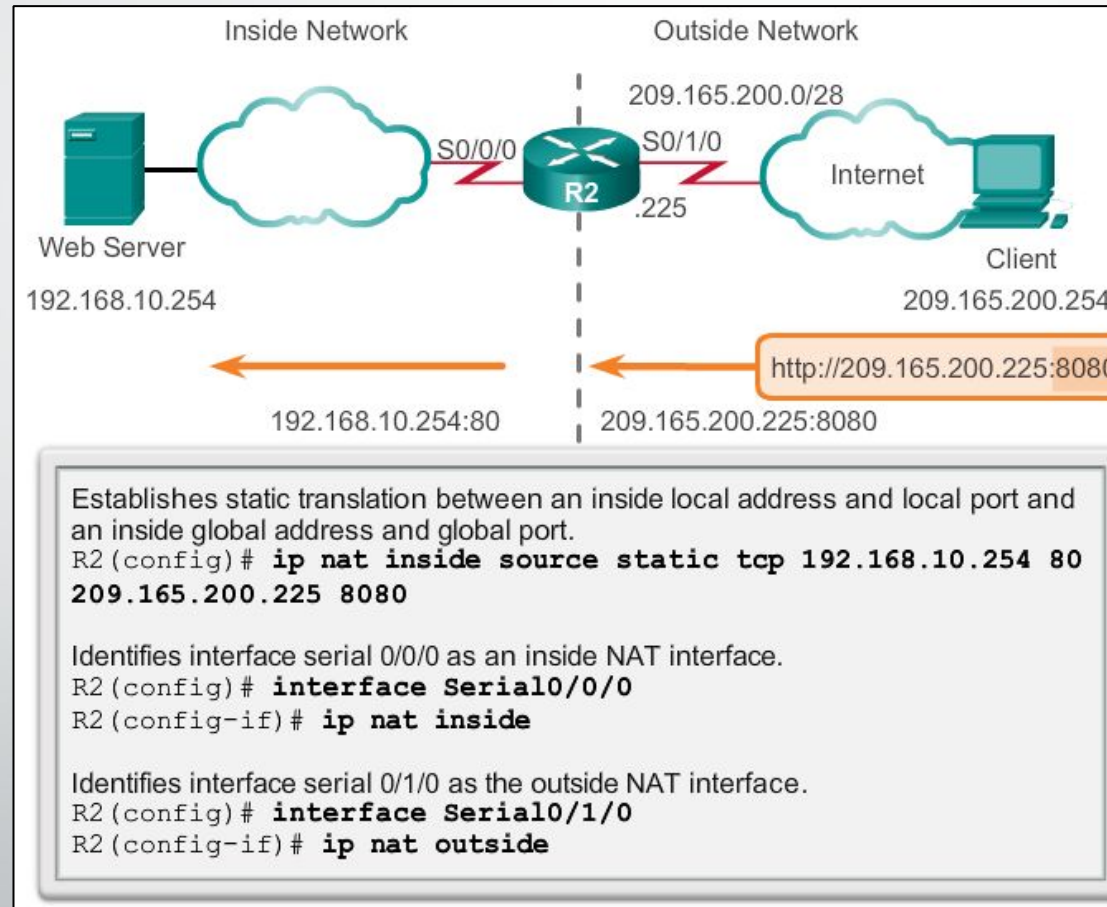 Inside Network
Outside Network
209.165.200.0/28
S0/0/0
S0/1/0
R2
.225
Internet
Web Server
Client
192.168.10.254
209.165.200.254
http://209.165.200.225:8080
192.168.10.254:80
209.165.200.225:8080
Establishes static translation between an inside local address and local port and
an inside global address and global port.
R2(config)# ip nat inside source static tcp 192.168.10.254 80
209.165.200.225 8080
Identifies interface serial 0/0/0 as an inside NAT interface.
R2(config)# interface Serial0/0/0
R2(config-if)# ip nat inside
Identifies interface serial 0/1/0 as the outside NAT interface.
R2(config)# interface Serial0/1/0
R2(config-if)# ip nat outside